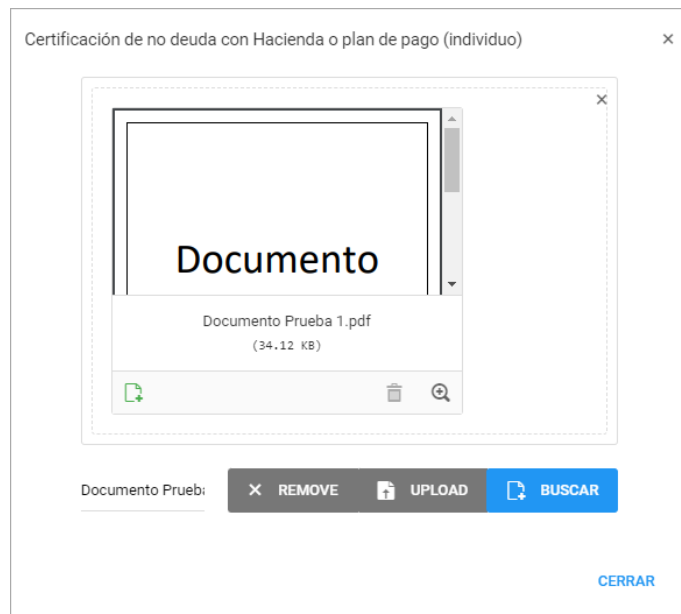 Certificación de no deuda con Hacienda o plan de pago (individuo)
Documento
Documento Prueba 1.pdf
(34.12 KB)
Documento Prueb
REMOVE
UPLOAD
BUSCAR
CERRAR